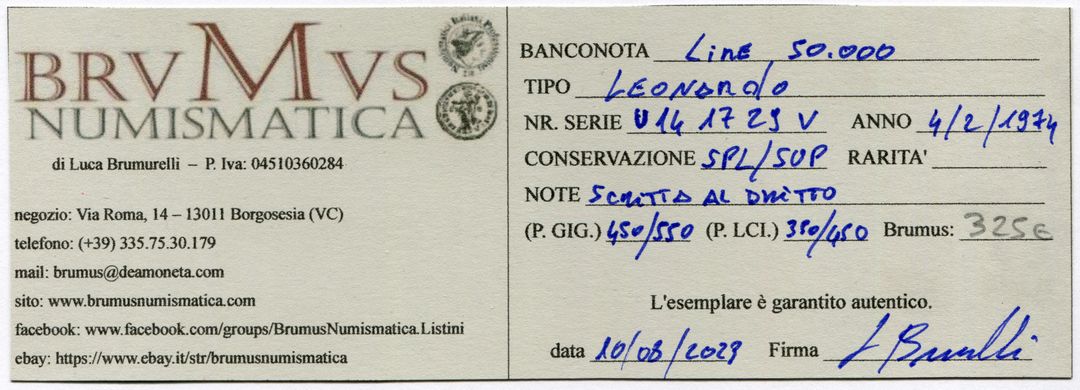 BRVMVS
NUMISMATICA
di Luca Brumurelli – P. Iva: 04510360284
negozio: Via Roma, 14 – 13011 Borgosesia (VC)
telefono: (+39) 335.75.30.179
mail: brumus@deamoneta.com
sito: www.brumusnumismatica.com
facebook: www.facebook.com/groups/BrumusNumismatica.Listini
ebay: https://www.ebay.it/str/brumusnumismatica
BANCONOTA LIRE 50.000
TIPO LEONARDO
NR. SERIE U14 17 29 V ANNO 4/2/1974
CONSERVAZIONE SPL/SUP RARITA'
NOTE SCRITTA AL DIRITTO
(P. GIG.) 450/550 (P. LCI.) 350/450 Brumus: 325€
L'esemplare è garantito autentico.
data 10/08/2023 Firma